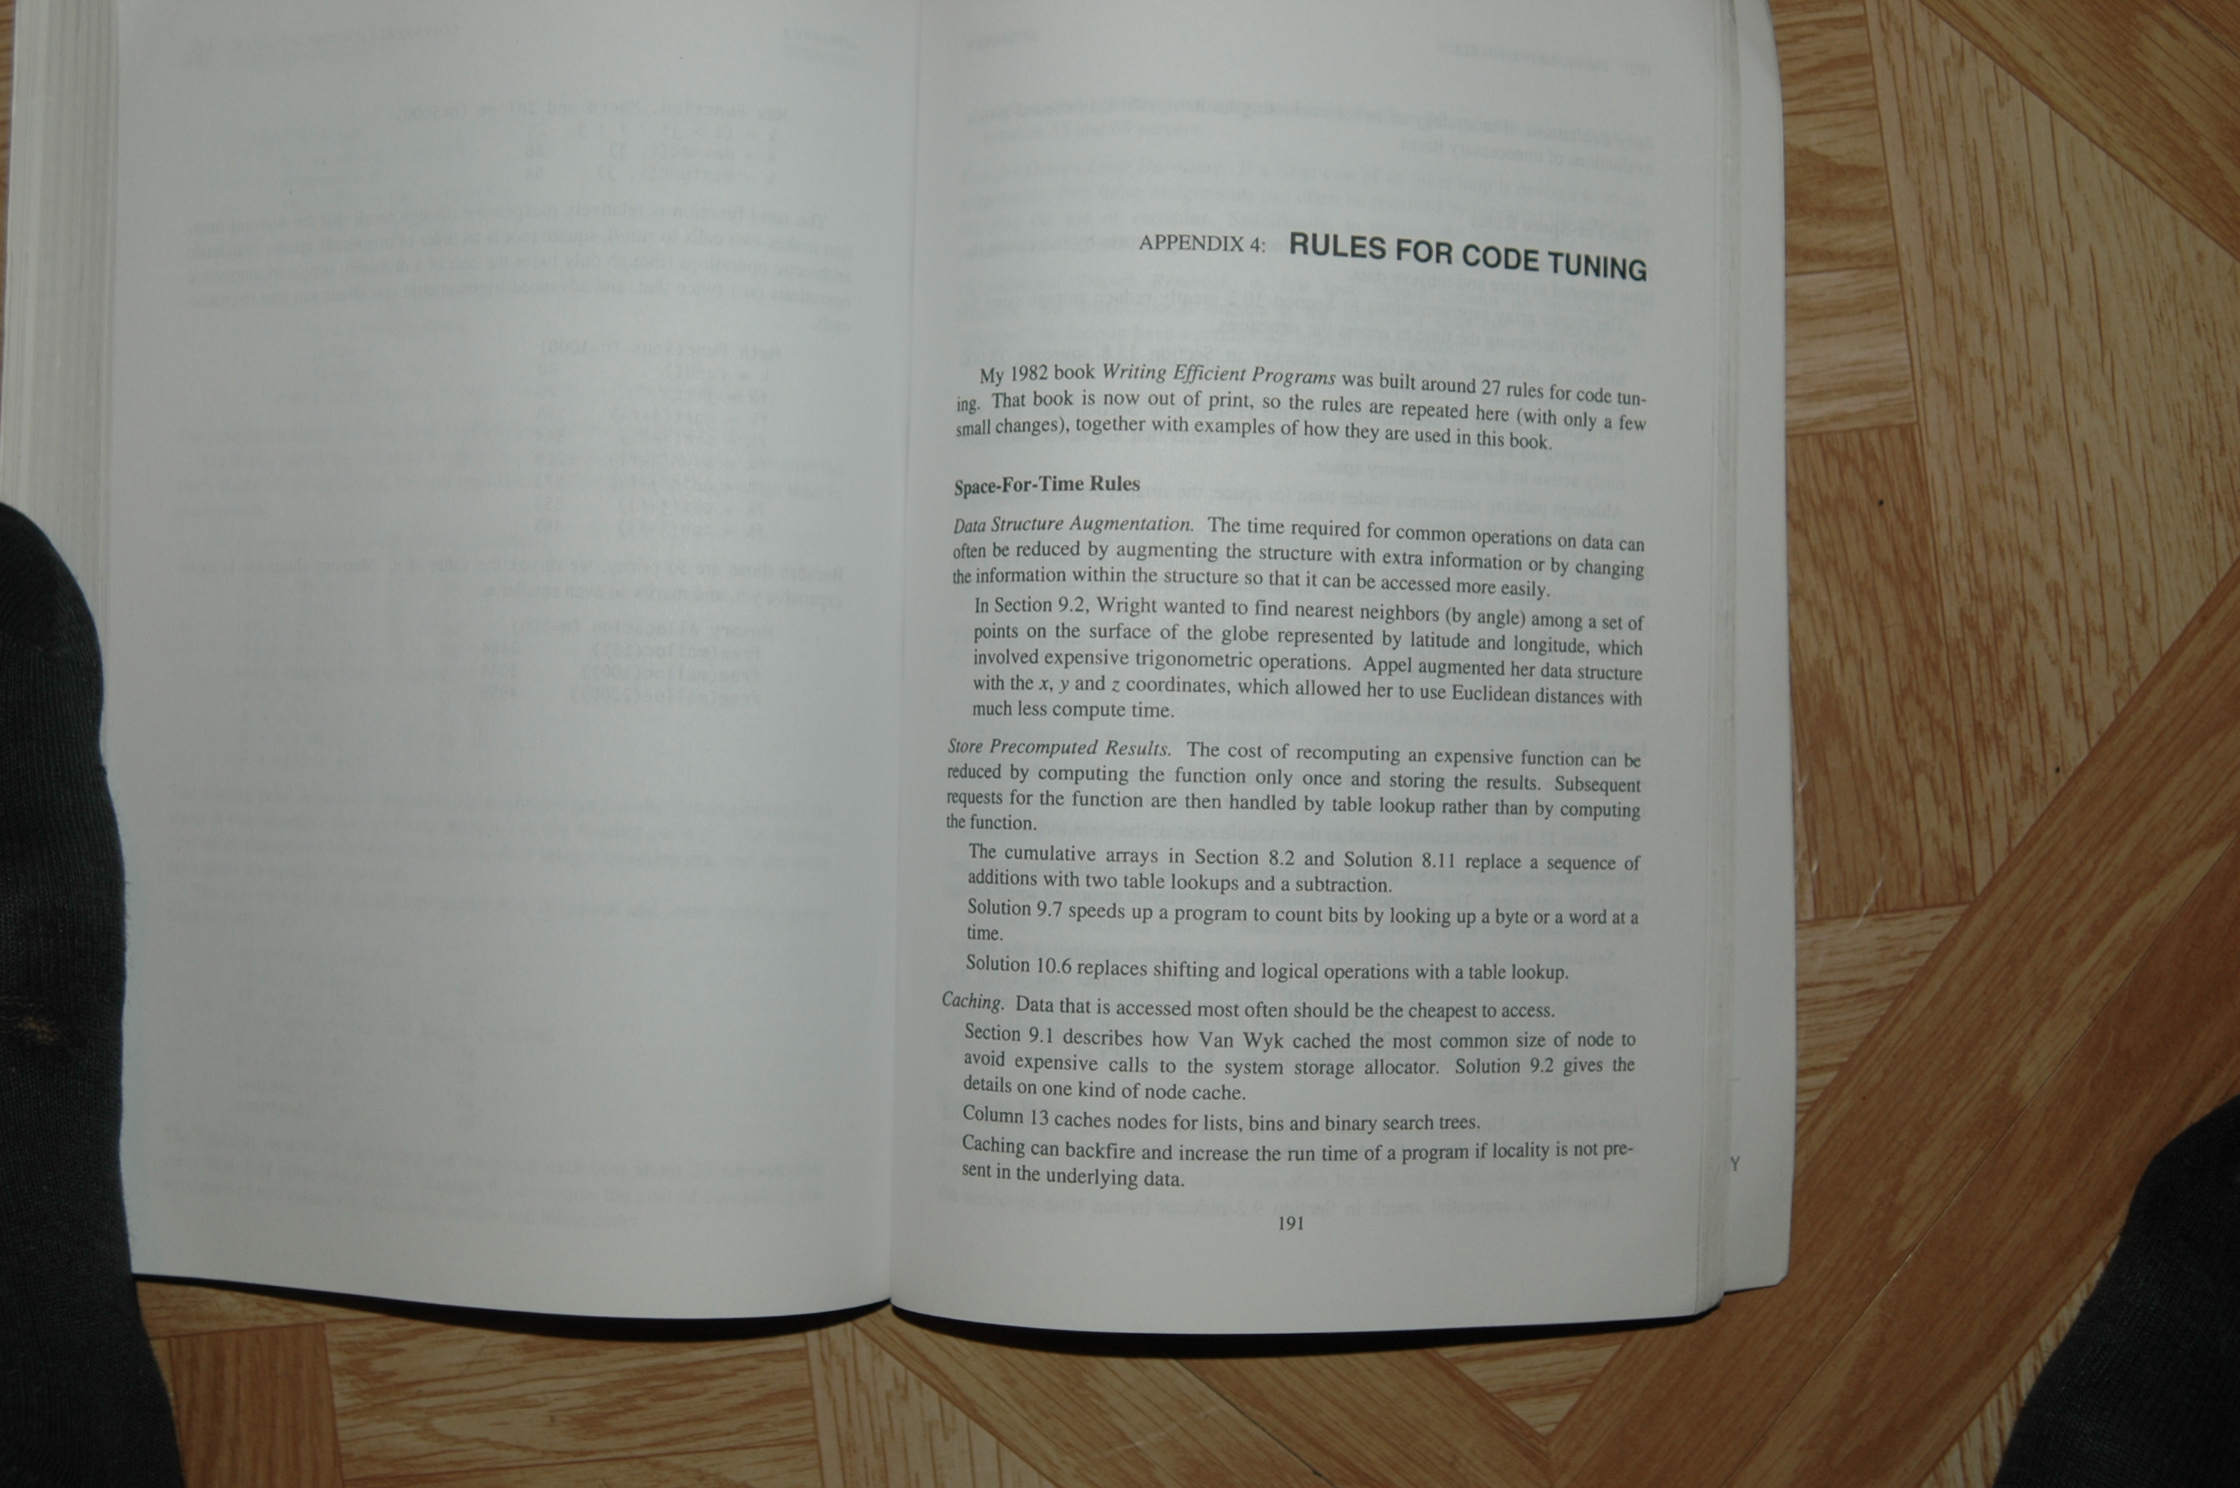 APPENDIX 4: RULES FOR CODE TUNING
My 1982 book Writing Efficient Programs was built around 27 rules for code tun-
ing. That book is now out of print, so the rules are repeated here (with only a few
small changes), together with examples of how they are used in this book.
Space-For-Time Rules
Data Structure Augmentation. The time required for common operations on data can
often be reduced by augmenting the structure with extra information or by changing
the information within the structure so that it can be accessed more easily.
In Section 9.2, Wright wanted to find nearest neighbors (by angle) among a set of
points on the surface of the globe represented by latitude and longitude, which
involved expensive trigonometric operations. Appel augmented her data structure
with the x, y and z coordinates, which allowed her to use Euclidean distances with
much less compute time.
Store Precomputed Results. The cost of recomputing an expensive function can be
reduced by computing the function only once and storing the results. Subsequent
requests for the function are then handled by table lookup rather than by computing
the function.
The cumulative arrays in Section 8.2 and Solution 8.11 replace a sequence of
additions with two table lookups and a subtraction.
Solution 9.7 speeds up a program to count bits by looking up a byte or a word at a
time.
Solution 10.6 replaces shifting and logical operations with a table lookup.
Caching. Data that is accessed most often should be the cheapest to access.
Section 9.1 describes how Van Wyk cached the most common size of node to
avoid expensive calls to the system storage allocator. Solution 9.2 gives the
details on one kind of node cache.
Column 13 caches nodes for lists, bins and binary search trees.
Caching can backfire and increase the run time of a program if locality is not pre-
sent in the underlying data.
191
Y